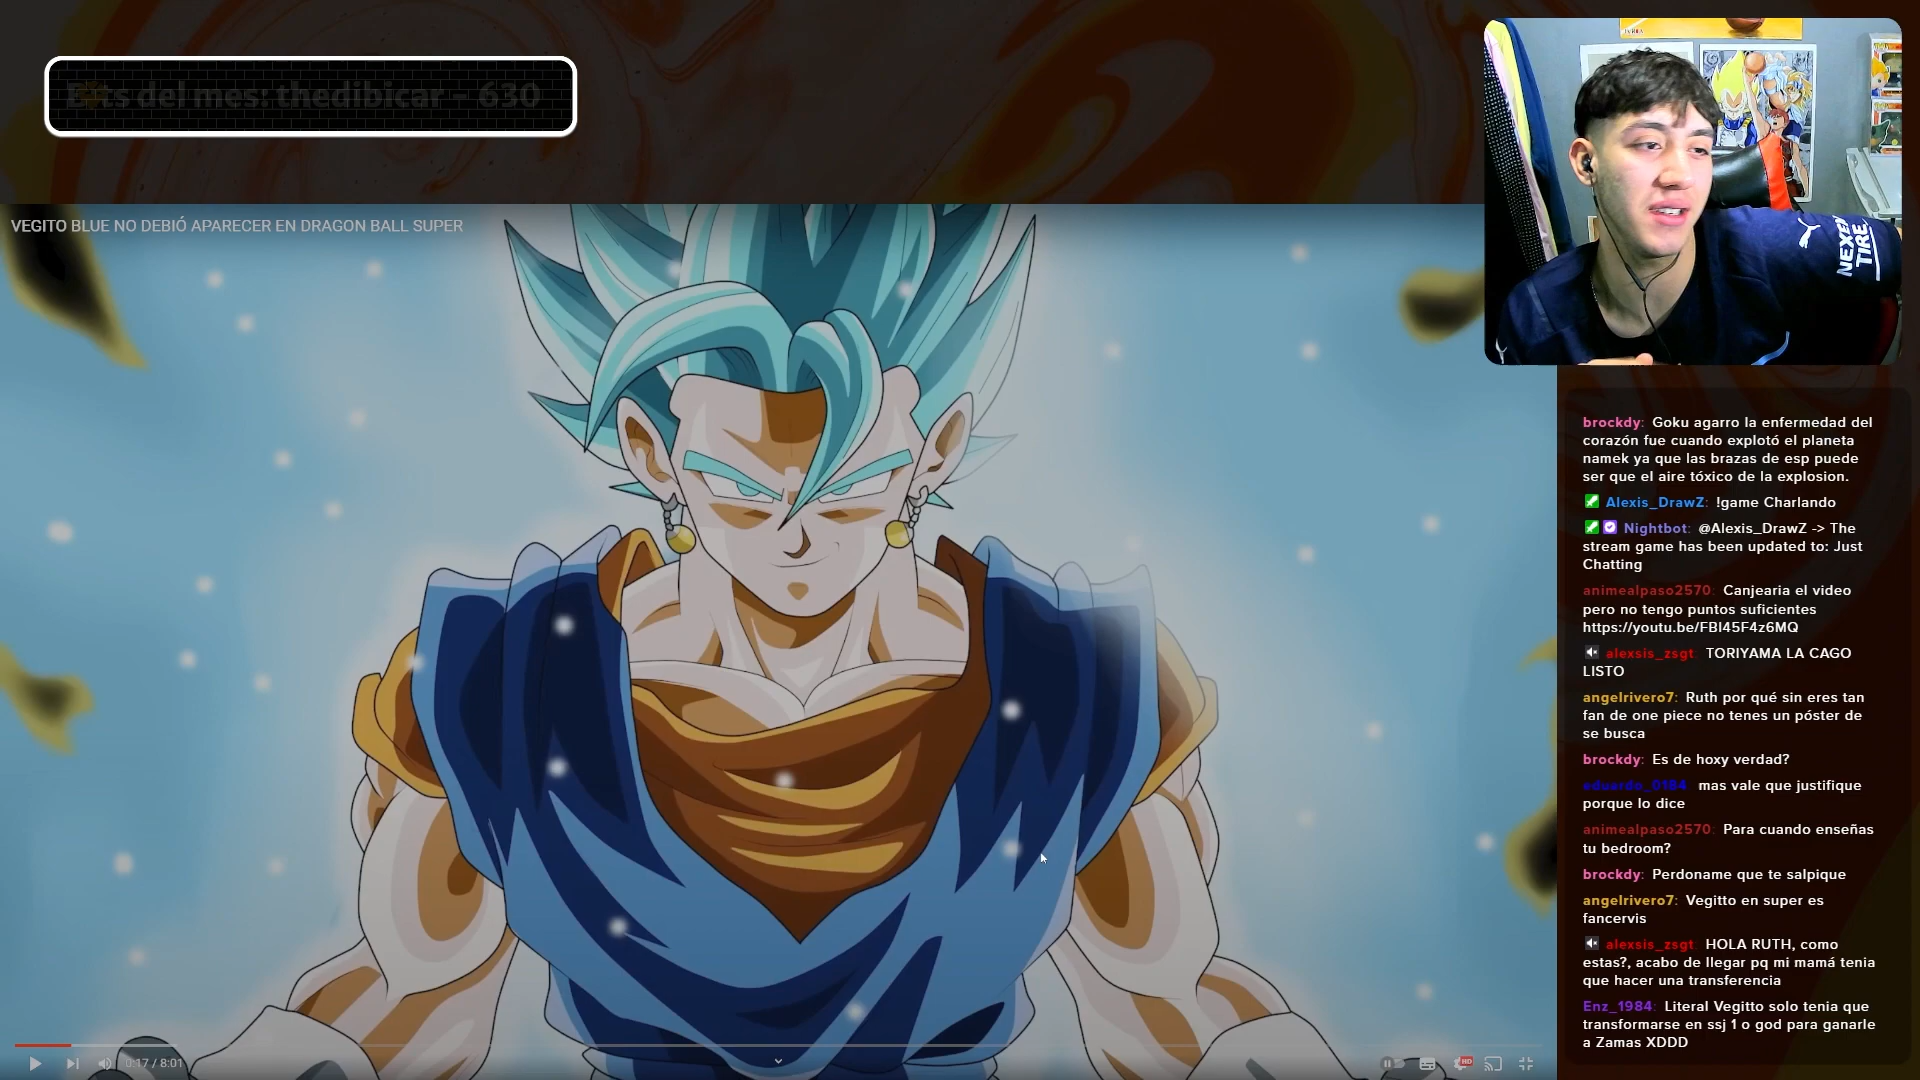 Bits del mes: thedibicar - 630
VEGITO BLUE NO DEBIÓ APARECER EN DRAGON BALL SUPER
NEXEN
TIRE
brockdy: Goku agarro la enfermedad del
corazón fue cuando explotó el planeta
namek ya que las brazas de esp puede
ser que el aire tóxico de la explosion.
Alexis_DrawZ: !game Charlando
Nightbot: @Alexis_DrawZ -> The
stream game has been updated to: Just
Chatting
animealpaso2570: Canjearia el video
pero no tengo puntos suficientes
https://youtu.be/FBI45F4z6MQ
alexsis_zsgt: TORIYAMA LA CAGO
LISTO
angelrivero7: Ruth por qué sin eres tan
fan de one piece no tenes un póster de
se busca
brockdy: Es de hoxy verdad?
eduardo_0184: mas vale que justifique
porque lo dice
animealpaso2570: Para cuando enseñas
tu bedroom?
brockdy: Perdoname que te salpique
angelrivero7: Vegitto en super es
fancervis
alexsis_zsgt: HOLA RUTH, como
estas?, acabo de llegar pq mi mamá tenia
que hacer una transferencia
Enz_1984: Literal Vegitto solo tenia que
transformarse en ssj 1 o god para ganarle
a Zamas XDDD
0:17 / 8:01
HD